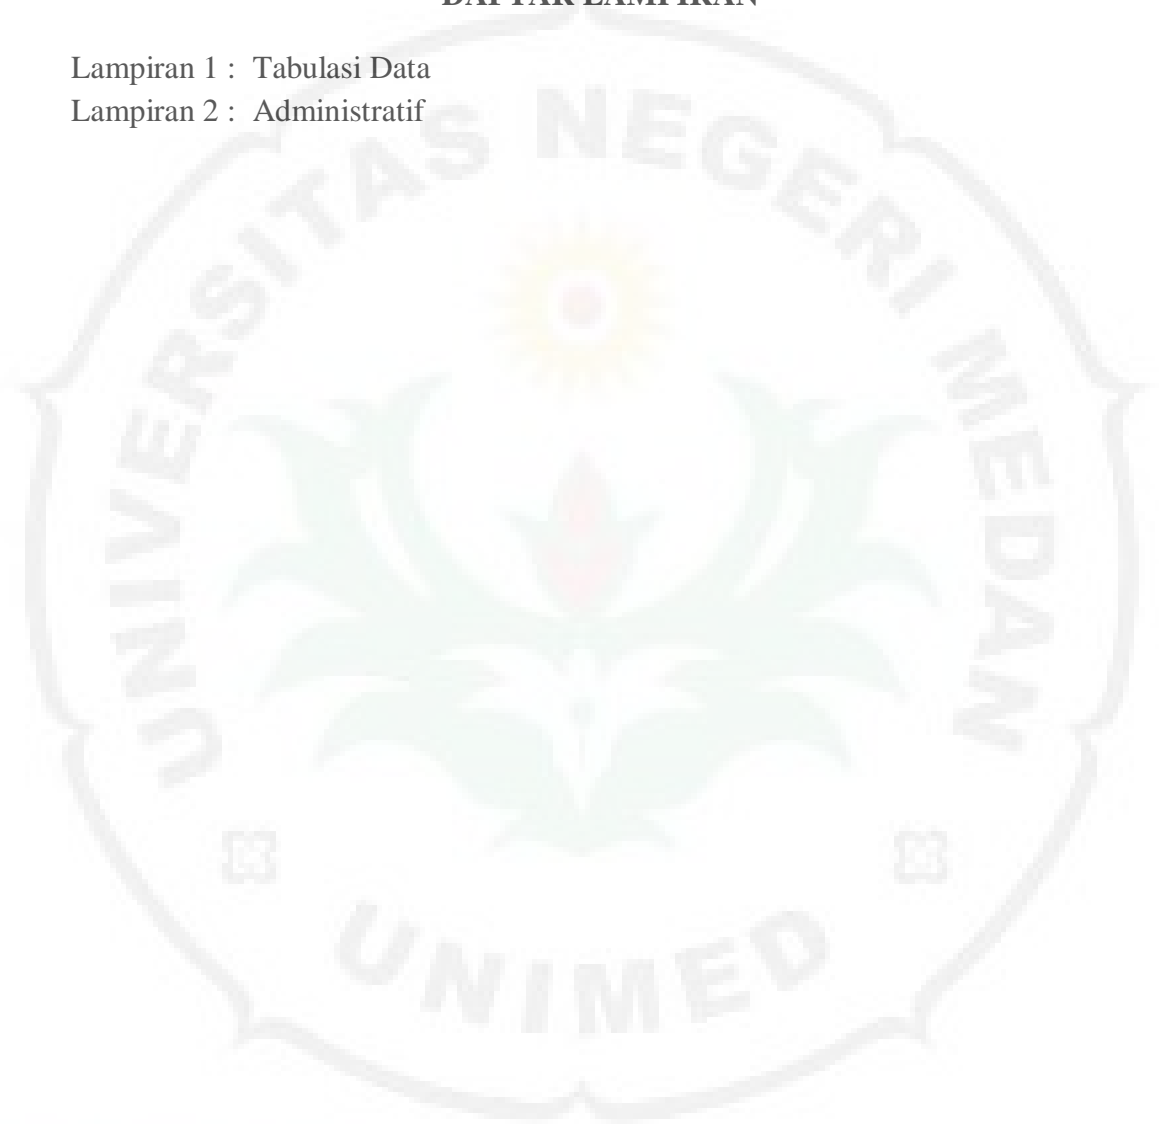 DAFTAR LAMPIRAN
Lampiran 1 : Tabulasi Data
Lampiran 2 : Administratif
UNIVERSITAS NEGERI MEDAN
UNIMED